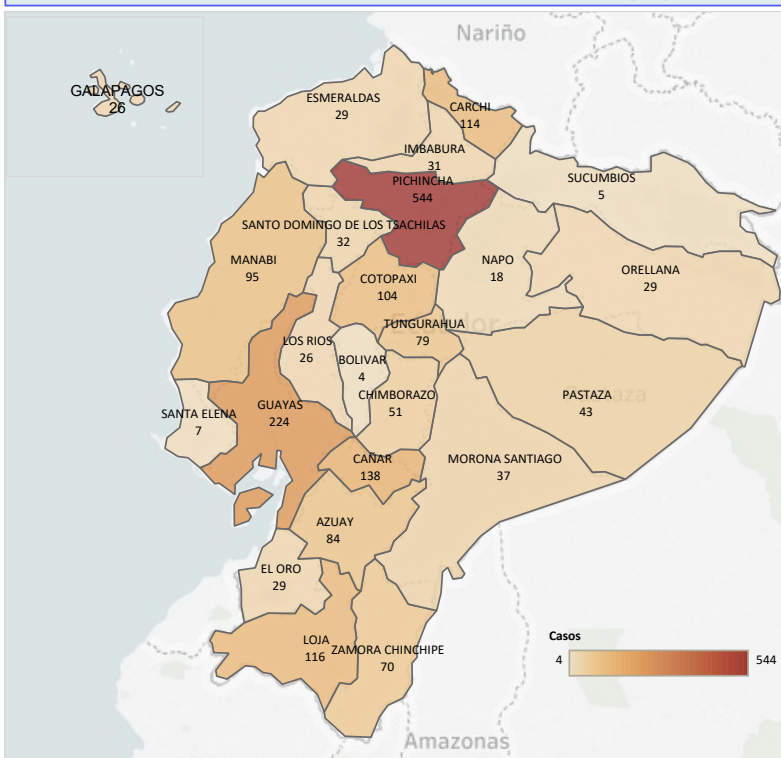 Nariño
GALAPAGOS
26
ESMERALDAS
29
CARCHI
114
IMBABURA
31
PICHINCHA
544
SUCUMBIOS
5
SANTO DOMINGO DE LOS TSACHILAS
32
MANABI
95
NAPO
18
ORELLANA
29
COTOPAXI
104
Ecuador
TUNGURAHUA
79
LOS RIOS
26
BOLIVAR
4
CHIMBORAZO
51
PASTAZA
43
Pastaza
SANTA ELENA
7
GUAYAS
224
CAÑAR
138
MORONA SANTIAGO
37
AZUAY
84
EL ORO
29
LOJA
116
ZAMORA CHINCHIPE
70
Casos
4
544
Amazonas